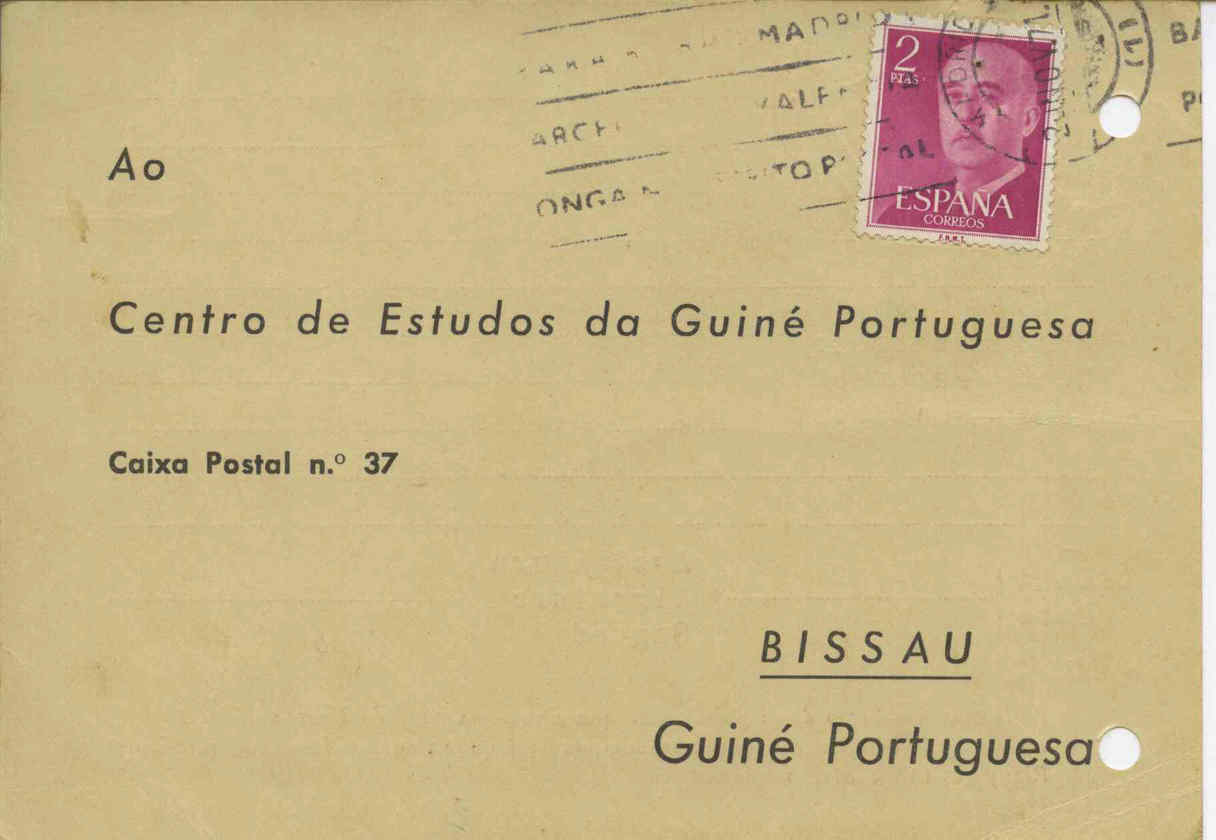 2
PTAS
ESPAÑA
CORREOS
F.N.M.T.
Ao
Centro de Estudos da Guiné Portuguesa
Caixa Postal n.º 37
BISSAU
Guiné Portuguesa